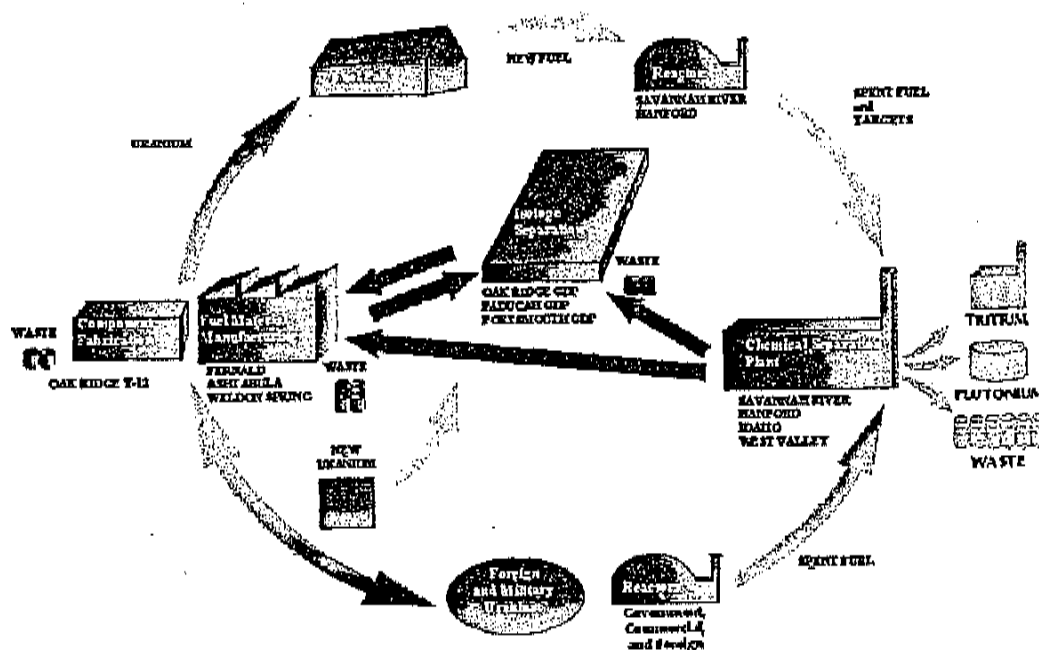 NEW FUEL
Reactor
SAVANNAH RIVER
HANFORD
SPENT FUEL
and
TARGETS
URANIUM
Isotope
Separation
WASTE
OAK RIDGE GDP
PADUCAH GDP
PORTSMOUTH GDP
WASTE
Component
Fabrication
OAK RIDGE Y-12
FERNALD
ASHTABULA
WELDON SPRING
WASTE
Chemical Separation
Plant
SAVANNAH RIVER
HANFORD
IDAHO
WEST VALLEY
TRITIUM
PLUTONIUM
WASTE
NEW
URANIUM
SPENT FUEL
Foreign
and Military
Uranium
Reactor
Government,
Commercial,
and Foreign